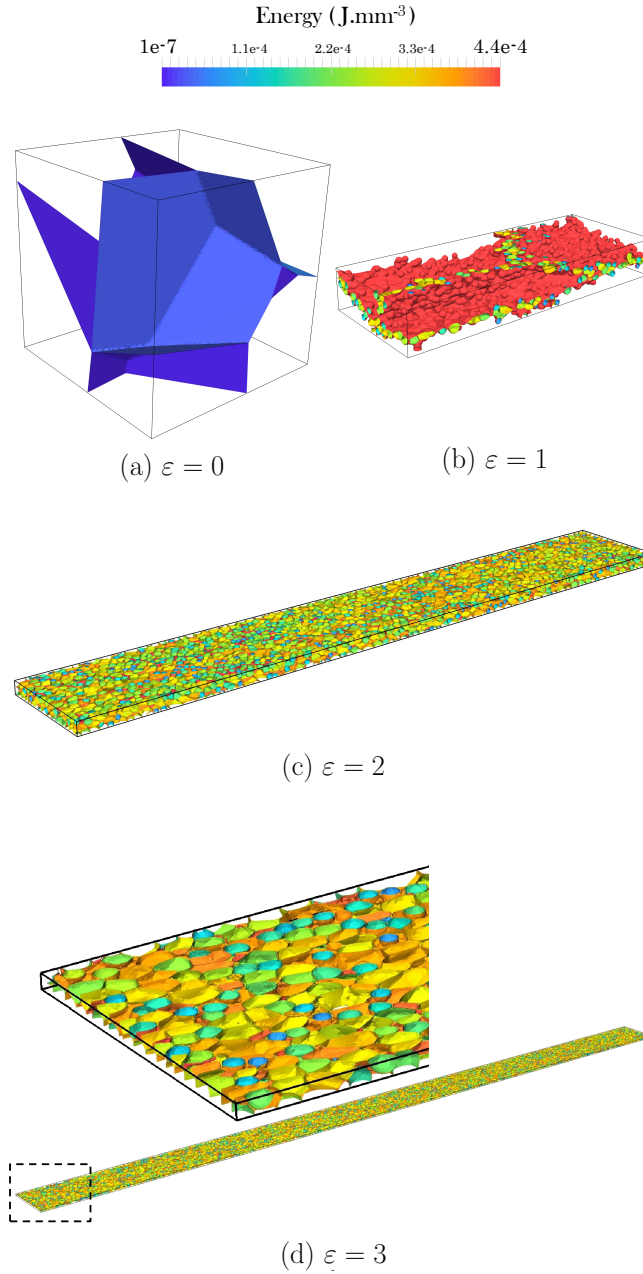 Energy (J.mm⁻³)
1e-7 1.1e-4 2.2e-4 3.3e-4 4.4e-4
(a) ε = 0
(b) ε = 1
(c) ε = 2
(d) ε = 3